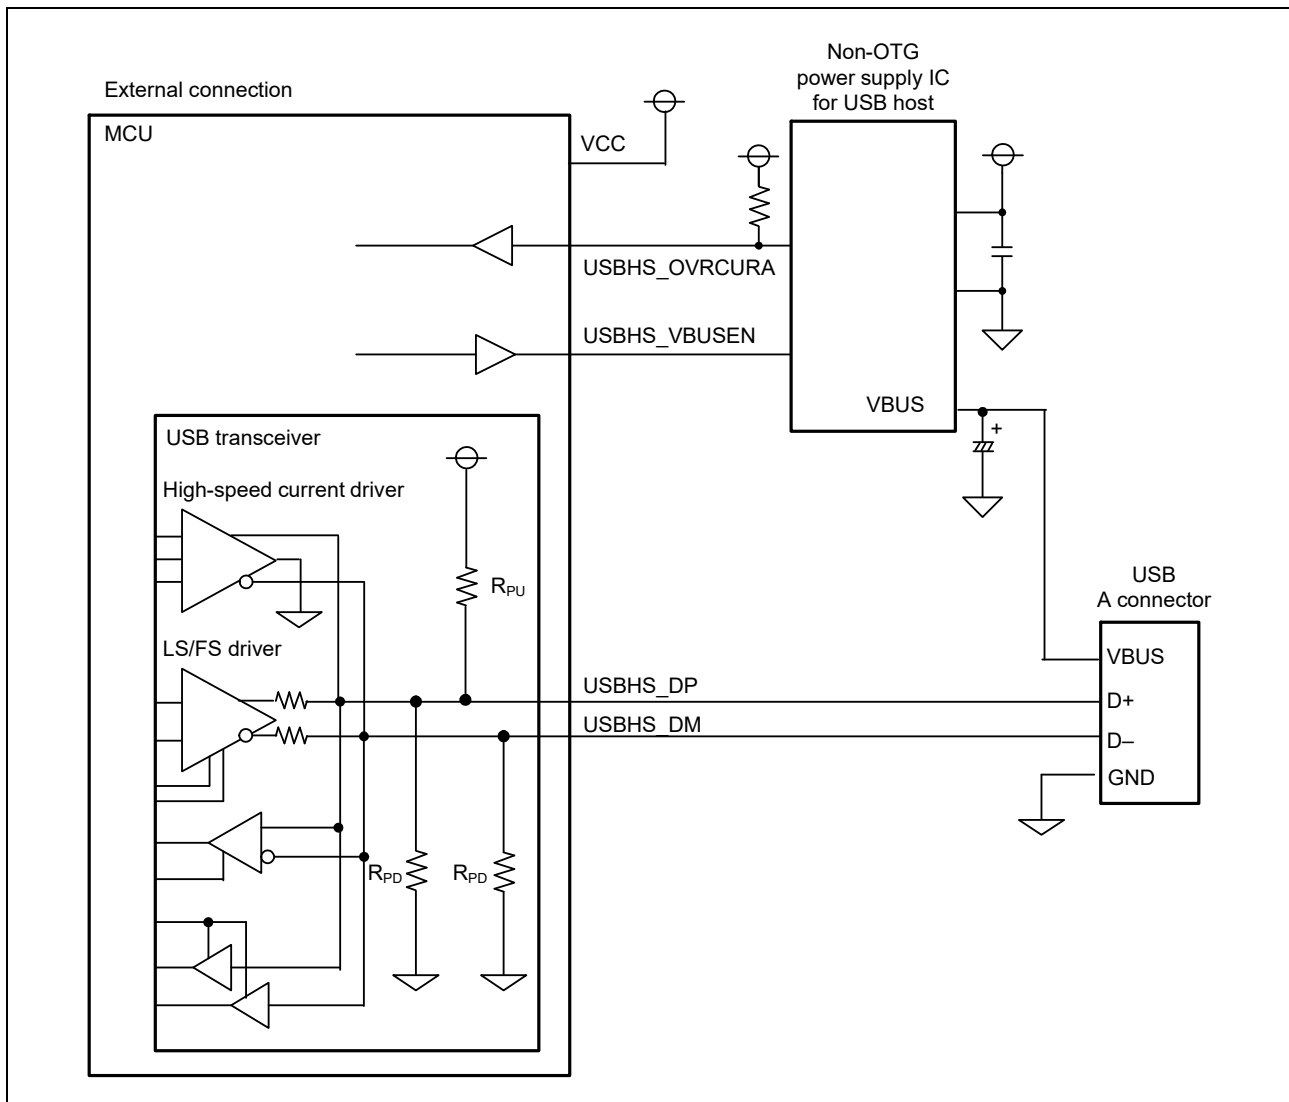 Non-OTG
power supply IC
for USB host
External connection
MCU
VCC
USBHS_OVRCURA
USBHS_VBUSEN
VBUS
+
USB transceiver
High-speed current driver
RPU
USB
A connector
LS/FS driver
VBUS
USBHS_DP
D+
USBHS_DM
D–
GND
RPD
RPD